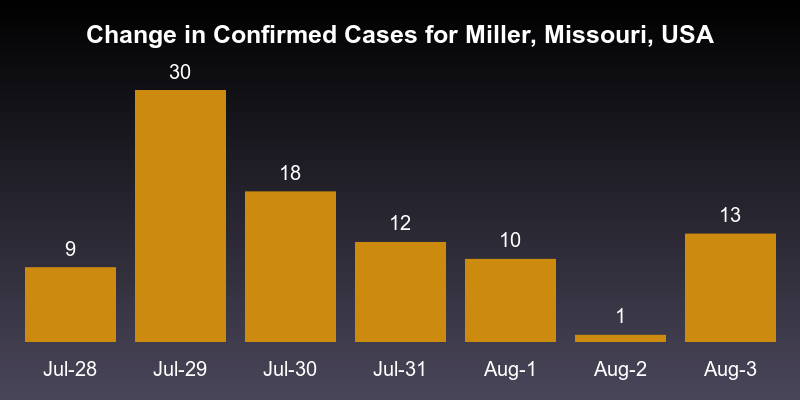 Change in Confirmed Cases for Miller, Missouri, USA
9
30
18
12
10
1
13
Jul-28
Jul-29
Jul-30
Jul-31
Aug-1
Aug-2
Aug-3